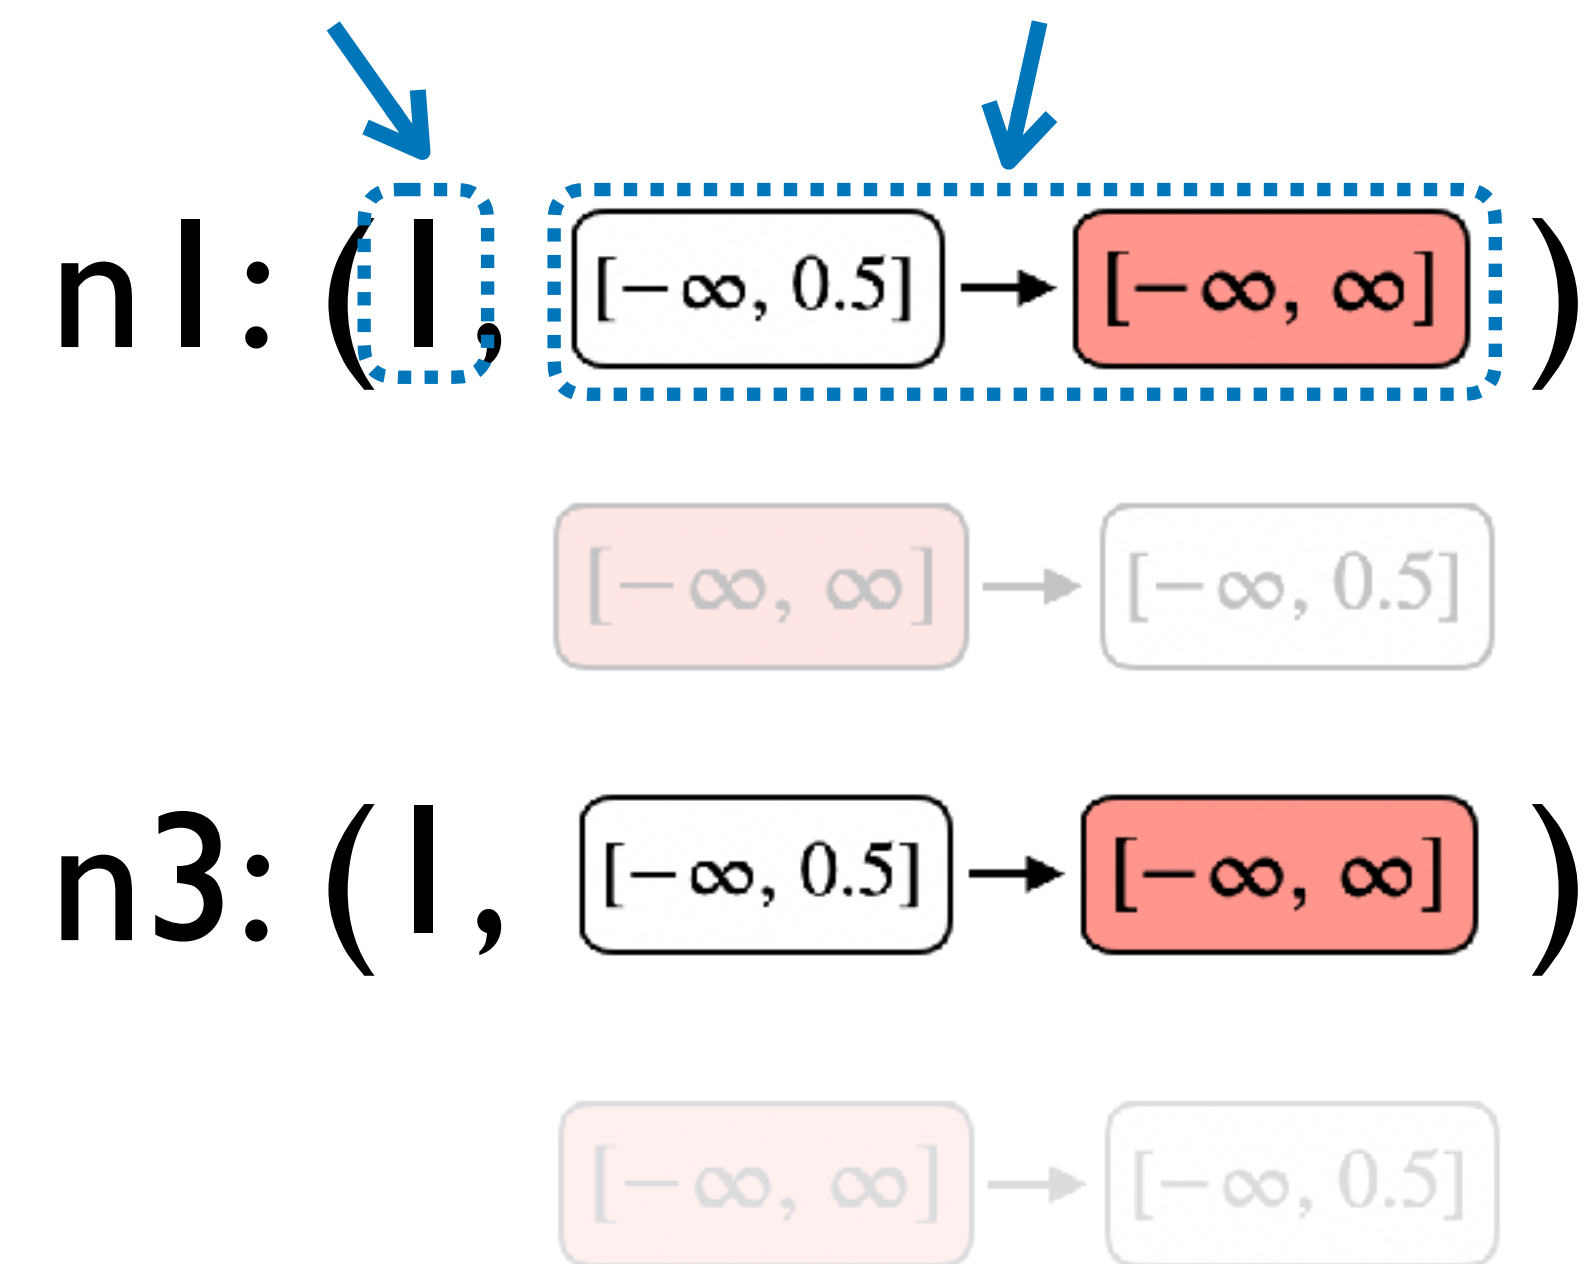 n1: (1, [−∞, 0.5] → [−∞, ∞] )
[−∞, ∞] → [−∞, 0.5]
n3: (1, [−∞, 0.5] → [−∞, ∞] )
[−∞, ∞] → [−∞, 0.5]